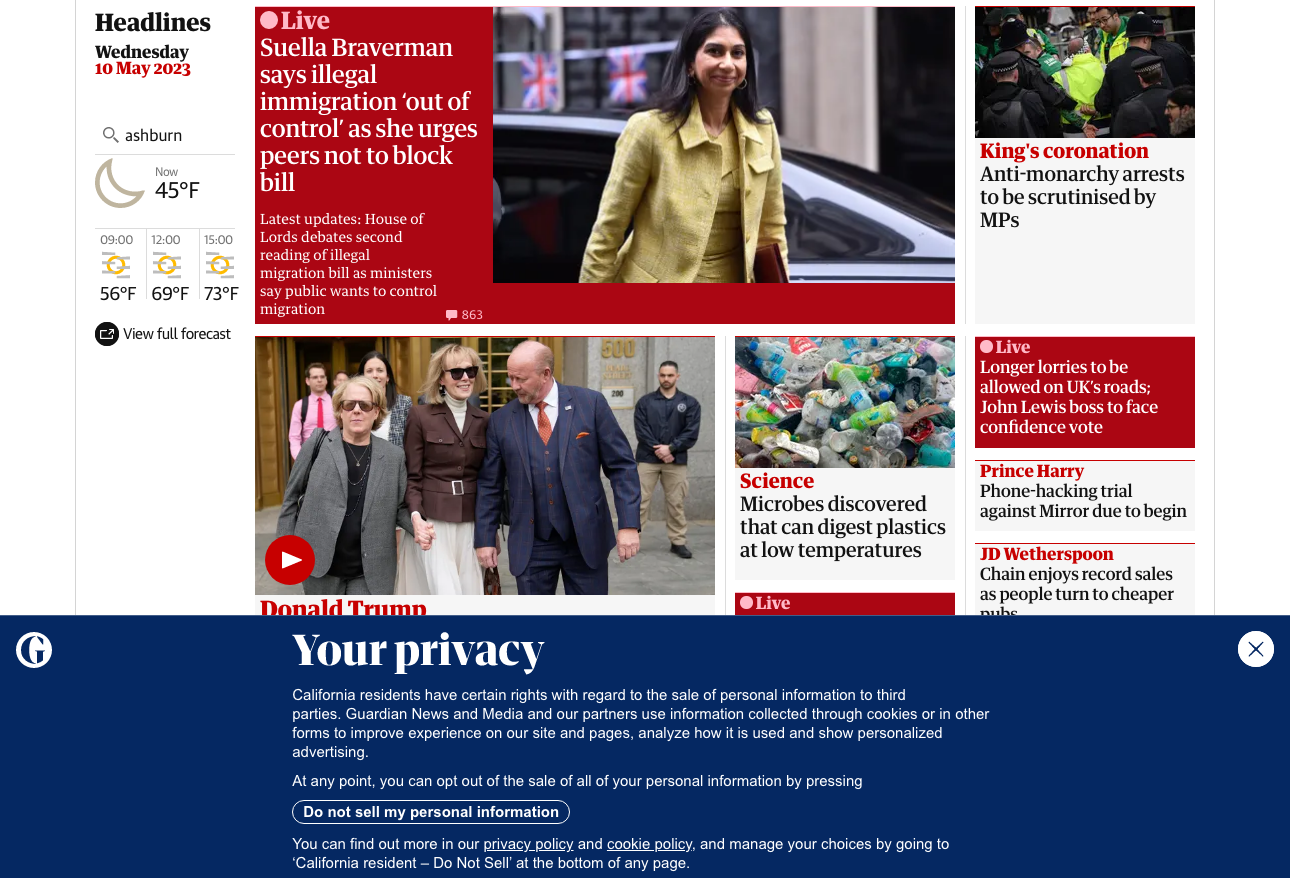 Headlines
Wednesday
10 May 2023
ashburn
Now
45°F
09:00 12:00 15:00
56°F 69°F 73°F
View full forecast
Live
Suella Braverman
says illegal
immigration ‘out of
control’ as she urges
peers not to block
bill
Latest updates: House of
Lords debates second
reading of illegal
migration bill as ministers
say public wants to control
migration
863
King's coronation
Anti-monarchy arrests
to be scrutinised by
MPs
500
200
Donald Trump
Science
Microbes discovered
that can digest plastics
at low temperatures
Live
Live
Longer lorries to be
allowed on UK’s roads;
John Lewis boss to face
confidence vote
Prince Harry
Phone-hacking trial
against Mirror due to begin
JD Wetherspoon
Chain enjoys record sales
as people turn to cheaper
pubs
Your privacy
California residents have certain rights with regard to the sale of personal information to third
parties. Guardian News and Media and our partners use information collected through cookies or in other
forms to improve experience on our site and pages, analyze how it is used and show personalized
advertising.
At any point, you can opt out of the sale of all of your personal information by pressing
Do not sell my personal information
You can find out more in our privacy policy and cookie policy, and manage your choices by going to
‘California resident – Do Not Sell’ at the bottom of any page.